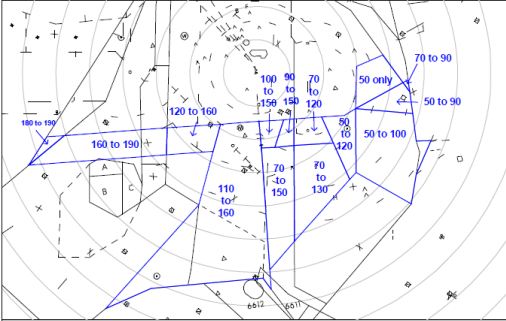 50 only
70 to 90
50 to 90
100
to
150
90
to
150
70
to
120
120 to 160
180 to 190
160 to 190
50
to
120
50 to 100
A
B
C
110
to
160
70
to
150
70
to
130
6612
6611